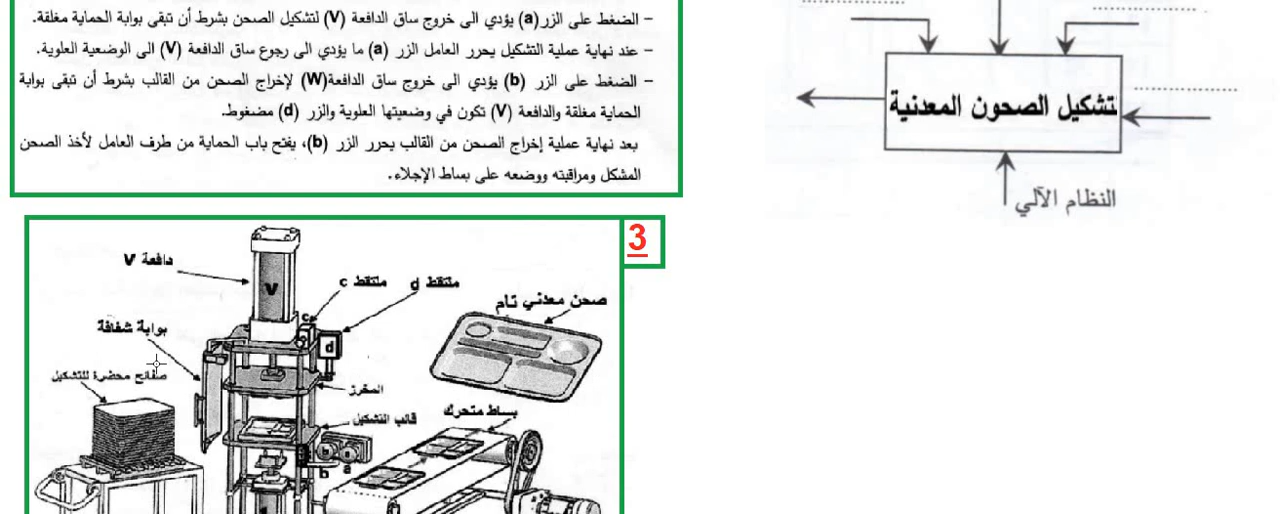 – الضغط على الزر(a) يؤدي الى خروج ساق الدافعة (V) لتشكيل الصحن بشرط أن تبقى بوابة الحماية مغلقة.
– عند نهاية عملية التشكيل يحرر العامل الزر (a) ما يؤدي الى رجوع ساق الدافعة (V) الى الوضعية العلوية.
– الضغط على الزر (b) يؤدي الى خروج ساق الدافعة(W) لإخراج الصحن من القالب بشرط أن تبقى بوابة
الحماية مغلقة والدافعة (V) تكون في وضعيتها العلوية والزر (d) مضغوط.
بعد نهاية عملية إخراج الصحن من القالب يحرر الزر (b)، يفتح باب الحماية من طرف العامل لأخذ الصحن
المشكل ومراقبته ووضعه على بساط الإجلاء.
تشكيل الصحون المعدنية
النظام الآلي
3
دافعة V
V
ملتقط c
ملتقط d
صحن معدني تام
c
d
بوابة شفافة
صفائح محضرة للتشكيل
المفرز
قالب التشكيل
بساط متحرك
b
a
b
a